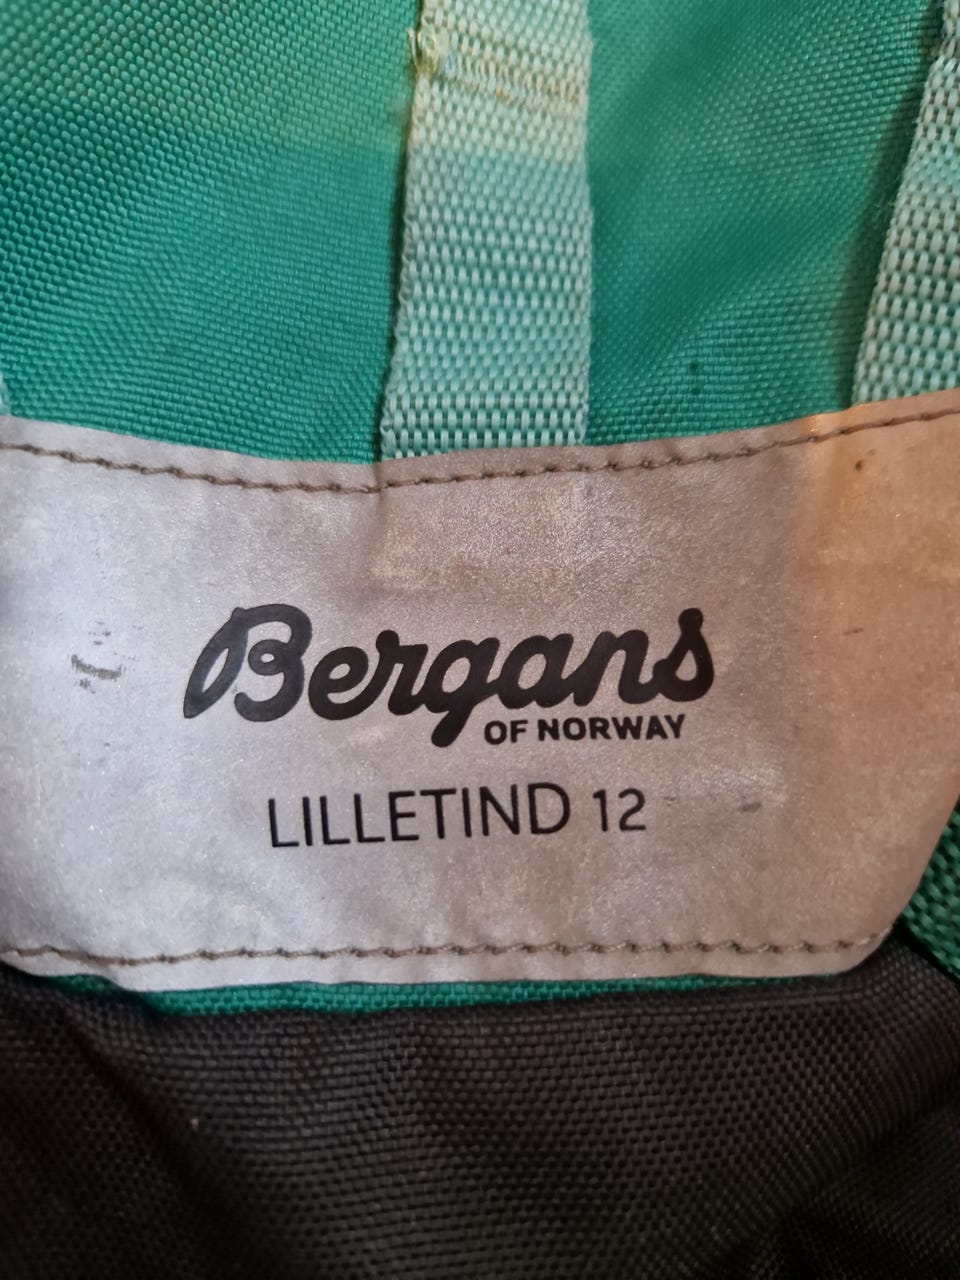 Bergans
OF NORWAY
LILLETIND 12